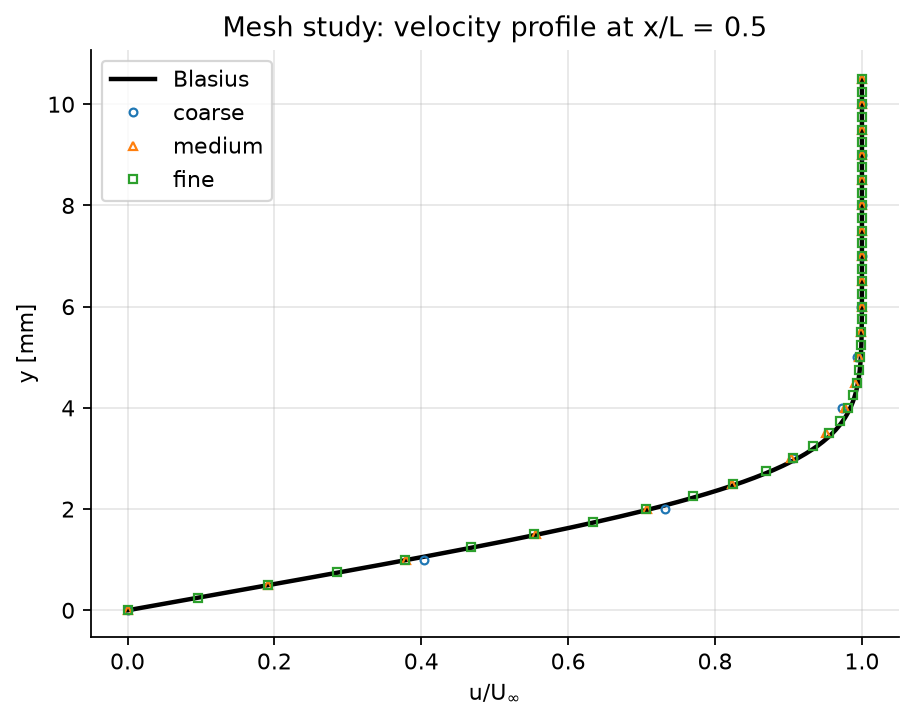 Mesh study: velocity profile at x/L = 0.5
Blasius
coarse
medium
fine
y [mm]
10
8
6
4
2
0
0.0 0.2 0.4 0.6 0.8 1.0
u/U∞